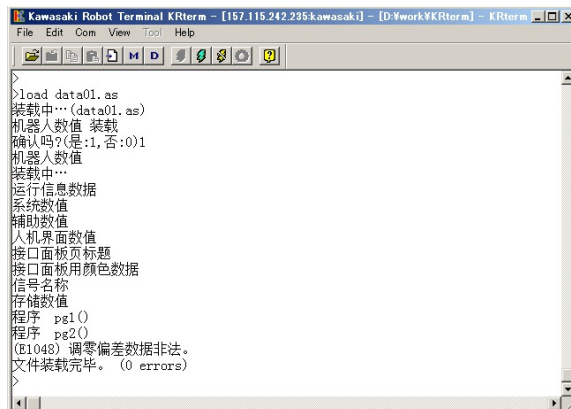 Kawasaki Robot Terminal KRterm - [157.115.242.235:kawasaki] - [D:¥work¥KRterm] - KRterm
File Edit Com View Tool Help
M D
>
>load data01.as
装载中…(data01.as)
机器人数值 装载
确认吗?(是:1,否:0)1
机器人数值
装载中…
运行信息数据
系统数值
辅助数值
人机界面数值
接口面板页标题
接口面板用颜色数据
信号名称
存储数值
程序 pg1()
程序 pg2()
(E1048) 调零偏差数据非法。
文件装载完毕。 (0 errors)
>